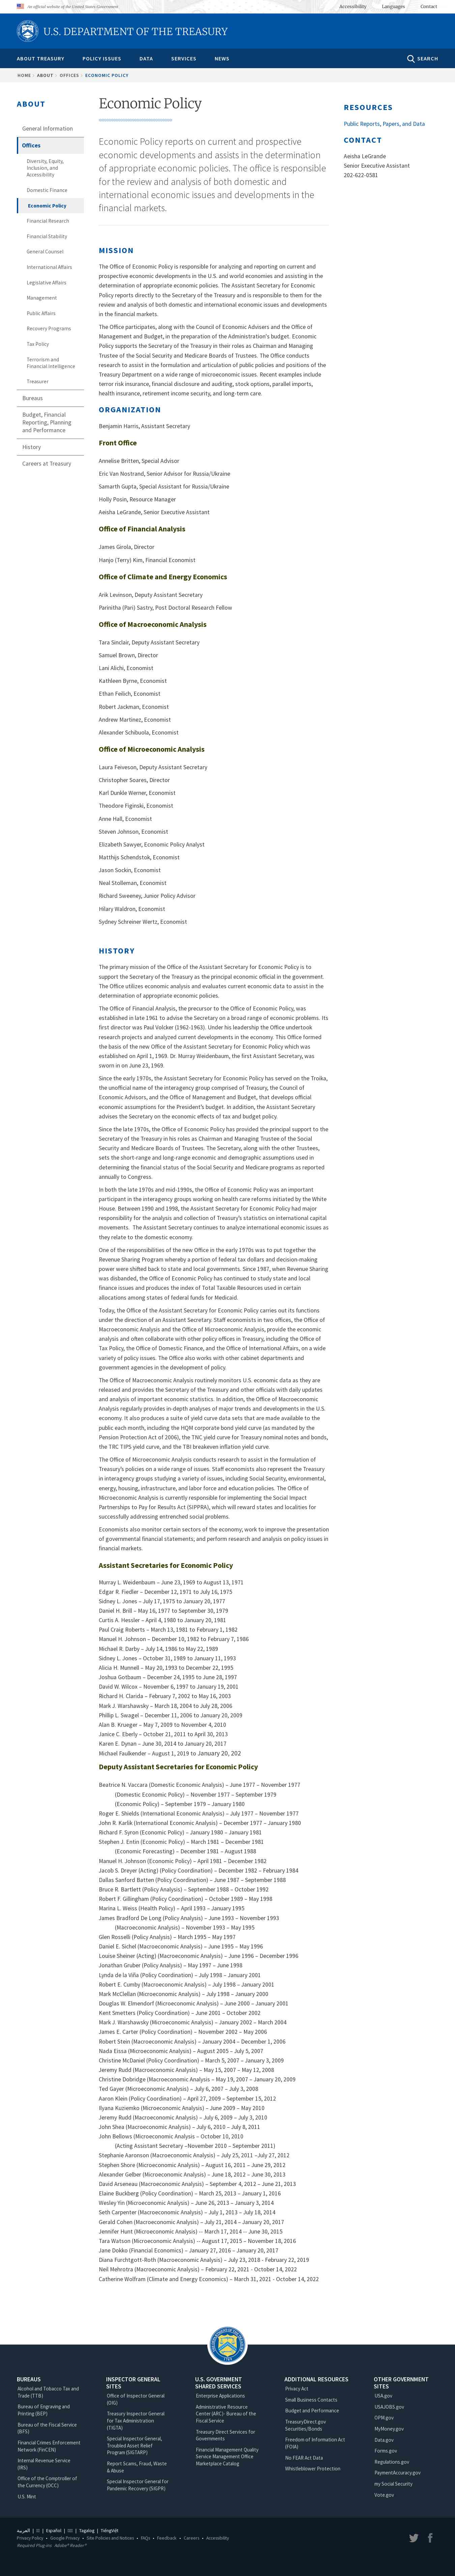 An official website of the United States Government
Accessibility
Languages
Contact
U.S. DEPARTMENT OF THE TREASURY
ABOUT TREASURY
POLICY ISSUES
DATA
SERVICES
NEWS
SEARCH
HOME › ABOUT › OFFICES › ECONOMIC POLICY
ABOUT
General Information
Offices
Diversity, Equity,
Inclusion, and
Accessibility
Domestic Finance
Economic Policy
Financial Research
Financial Stability
General Counsel
International Affairs
Legislative Affairs
Management
Public Affairs
Recovery Programs
Tax Policy
Terrorism and
Financial Intelligence
Treasurer
Bureaus
Budget, Financial
Reporting, Planning
and Performance
History
Careers at Treasury
Economic Policy
Economic Policy reports on current and prospective
economic developments and assists in the determination
of appropriate economic policies. The office is responsible
for the review and analysis of both domestic and
international economic issues and developments in the
financial markets.
MISSION
The Office of Economic Policy is responsible for analyzing and reporting on current and
prospective economic developments in the U.S. and world economies and assisting in the
determination of appropriate economic policies. The Assistant Secretary for Economic
Policy reports directly to the Secretary of the Treasury and is responsible to them for the
review and analysis of both domestic and international economic issues and developments
in the financial markets.
The Office participates, along with the Council of Economic Advisers and the Office of
Management and Budget, in the preparation of the Administration's budget. Economic
Policy supports the Secretary of the Treasury in their roles as Chairman and Managing
Trustee of the Social Security and Medicare Boards of Trustees. The Office conducts
research to assist in the formulation and articulation of public policies and positions of the
Treasury Department on a wide range of microeconomic issues. Recent examples include
terror risk insurance, financial disclosure and auditing, stock options, parallel imports,
health insurance, retirement income security, and long-term care.
ORGANIZATION
Benjamin Harris, Assistant Secretary
Front Office
Annelise Britten, Special Advisor
Eric Van Nostrand, Senior Advisor for Russia/Ukraine
Samarth Gupta, Special Assistant for Russia/Ukraine
Holly Posin, Resource Manager
Aeisha LeGrande, Senior Executive Assistant
Office of Financial Analysis
James Girola, Director
Hanjo (Terry) Kim, Financial Economist
Office of Climate and Energy Economics
Arik Levinson, Deputy Assistant Secretary
Parinitha (Pari) Sastry, Post Doctoral Research Fellow
Office of Macroeconomic Analysis
Tara Sinclair, Deputy Assistant Secretary
Samuel Brown, Director
Lani Alichi, Economist
Kathleen Byrne, Economist
Ethan Feilich, Economist
Robert Jackman, Economist
Andrew Martinez, Economist
Alexander Schibuola, Economist
Office of Microeconomic Analysis
Laura Feiveson, Deputy Assistant Secretary
Christopher Soares, Director
Karl Dunkle Werner, Economist
Theodore Figinski, Economist
Anne Hall, Economist
Steven Johnson, Economist
Elizabeth Sawyer, Economic Policy Analyst
Matthijs Schendstok, Economist
Jason Sockin, Economist
Neal Stolleman, Economist
Richard Sweeney, Junior Policy Advisor
Hilary Waldron, Economist
Sydney Schreiner Wertz, Economist
HISTORY
The primary mission of the Office of the Assistant Secretary for Economic Policy is to
support the Secretary of the Treasury as the principal economic official in the government.
The Office utilizes economic analysis and evaluates current economic data to assist in the
determination of appropriate economic policies.
The Office of Financial Analysis, the precursor to the Office of Economic Policy, was
established in late 1961 to advise the Secretary on a broad range of economic problems. Its
first director was Paul Volcker (1962-1963). Under his leadership the Office undertook
research projects and analyzed current developments in the economy. This Office formed
the basis of the new Office of the Assistant Secretary for Economic Policy which was
established on April 1, 1969. Dr. Murray Weidenbaum, the first Assistant Secretary, was
sworn in on June 23, 1969.
Since the early 1970s, the Assistant Secretary for Economic Policy has served on the Troika,
the unofficial name of the interagency group comprised of Treasury, the Council of
Economic Advisors, and the Office of Management and Budget, that develops official
economic assumptions for the President's budget. In addition, the Assistant Secretary
advises the Secretary on the economic effects of tax and budget policy.
Since the late 1970s, the Office of Economic Policy has provided the principal support to the
Secretary of the Treasury in his roles as Chairman and Managing Trustee of the Social
Security and Medicare Boards of Trustees. The Secretary, along with the other Trustees,
sets the short-range and long-range economic and demographic assumptions used in
determining the financial status of the Social Security and Medicare programs as reported
annually to Congress.
In both the late 1970s and mid-1990s, the Office of Economic Policy was an important
participant in the interagency groups working on health care reforms initiated by the White
House. Between 1990 and 1998, the Assistant Secretary for Economic Policy had major
responsibility for the analysis and collection of Treasury's statistics on international capital
movements. The Assistant Secretary continues to analyze international economic issues as
they relate to the domestic economy.
One of the responsibilities of the new Office in the early 1970s was to put together the
Revenue Sharing Program whereby a portion of federal tax dollars and decision-making
power were shifted back to state and local governments. Since 1987, when Revenue Sharing
was disbanded, the Office of Economic Policy has continued to study state and local
finance issues and produces the index of Total Taxable Resources used in certain
allocations among states of federal funds for Medicaid.
Today, the Office of the Assistant Secretary for Economic Policy carries out its functions
under the direction of an Assistant Secretary. Staff economists in two offices, the Office of
Macroeconomic Analysis and the Office of Microeconomic Analysis, provide the economic
analysis and often collaborate with other policy offices in Treasury, including the Office of
Tax Policy, the Office of Domestic Finance, and the Office of International Affairs, on a wide
variety of policy issues. The Office also works with other cabinet departments and
government agencies in the development of policy.
The Office of Macroeconomic Analysis routinely monitors U.S. economic data as they are
released and provides the Secretary of the Treasury and other officials with daily updates
and analysis of important economic statistics. In addition, the Office of Macroeconomic
Analysis regularly provides in-depth analyses of major trends and developments in the U.S.
economy. It also produces a set of yield curves on debt securities that are available to the
public each month, including the HQM corporate bond yield curve (as mandated by the
Pension Protection Act of 2006), the TNC yield curve for Treasury nominal notes and bonds,
the TRC TIPS yield curve, and the TBI breakeven inflation yield curve.
The Office of Microeconomic Analysis conducts research to assist in the formulation of
Treasury's policies on a wide range of issues. Staff economists also represent the Treasury
in interagency groups studying a variety of issues, including Social Security, environmental,
energy, housing, infrastructure, and labor force and education policies. The Office of
Microeconomic Analysis is currently responsible for implementing the Social Impact
Partnerships to Pay for Results Act (SIPPRA), which will reward states and localities for
successfully addressing entrenched social problems.
Economists also monitor certain sectors of the economy, work to improve the presentation
of governmental financial statements; and perform research and analysis on policy issues in
financial markets.
Assistant Secretaries for Economic Policy
Murray L. Weidenbaum – June 23, 1969 to August 13, 1971
Edgar R. Fiedler – December 12, 1971 to July 16, 1975
Sidney L. Jones – July 17, 1975 to January 20, 1977
Daniel H. Brill – May 16, 1977 to September 30, 1979
Curtis A. Hessler – April 4, 1980 to January 20, 1981
Paul Craig Roberts – March 13, 1981 to February 1, 1982
Manuel H. Johnson – December 10, 1982 to February 7, 1986
Michael R. Darby – July 14, 1986 to May 22, 1989
Sidney L. Jones – October 31, 1989 to January 11, 1993
Alicia H. Munnell – May 20, 1993 to December 22, 1995
Joshua Gotbaum – December 24, 1995 to June 28, 1997
David W. Wilcox – November 6, 1997 to January 19, 2001
Richard H. Clarida – February 7, 2002 to May 16, 2003
Mark J. Warshawsky – March 18, 2004 to July 28, 2006
Phillip L. Swagel – December 11, 2006 to January 20, 2009
Alan B. Krueger – May 7, 2009 to November 4, 2010
Janice C. Eberly – October 21, 2011 to April 30, 2013
Karen E. Dynan – June 30, 2014 to January 20, 2017
Michael Faulkender – August 1, 2019 to January 20, 202
Deputy Assistant Secretaries for Economic Policy
Beatrice N. Vaccara (Domestic Economic Analysis) – June 1977 – November 1977
(Domestic Economic Policy) – November 1977 – September 1979
(Economic Policy) – September 1979 – January 1980
Roger E. Shields (International Economic Analysis) – July 1977 – November 1977
John R. Karlik (International Economic Analysis) – December 1977 – January 1980
Richard F. Syron (Economic Policy) – January 1980 – January 1981
Stephen J. Entin (Economic Policy) – March 1981 – December 1981
(Economic Forecasting) – December 1981 – August 1988
Manuel H. Johnson (Economic Policy) – April 1981 – December 1982
Jacob S. Dreyer (Acting) (Policy Coordination) – December 1982 – February 1984
Dallas Sanford Batten (Policy Coordination) – June 1987 – September 1988
Bruce R. Bartlett (Policy Analysis) – September 1988 – October 1992
Robert F. Gillingham (Policy Coordination) – October 1989 – May 1998
Marina L. Weiss (Health Policy) – April 1993 – January 1995
James Bradford De Long (Policy Analysis) – June 1993 – November 1993
(Macroeconomic Analysis) – November 1993 – May 1995
Glen Rosselli (Policy Analysis) – March 1995 – May 1997
Daniel E. Sichel (Macroeconomic Analysis) – June 1995 – May 1996
Louise Sheiner (Acting) (Macroeconomic Analysis) – June 1996 – December 1996
Jonathan Gruber (Policy Analysis) – May 1997 – June 1998
Lynda de la Viña (Policy Coordination) – July 1998 – January 2001
Robert E. Cumby (Macroeconomic Analysis) – July 1998 – January 2001
Mark McClellan (Microeconomic Analysis) – July 1998 – January 2000
Douglas W. Elmendorf (Microeconomic Analysis) – June 2000 – January 2001
Kent Smetters (Policy Coordination) – June 2001 – October 2002
Mark J. Warshawsky (Microeconomic Analysis) – January 2002 – March 2004
James E. Carter (Policy Coordination) – November 2002 – May 2006
Robert Stein (Macroeconomic Analysis) – January 2004 – December 1, 2006
Nada Eissa (Microeconomic Analysis) – August 2005 – July 5, 2007
Christine McDaniel (Policy Coordination) – March 5, 2007 – January 3, 2009
Jeremy Rudd (Macroeconomic Analysis) – May 15, 2007 – May 12, 2008
Christine Dobridge (Macroeconomic Analysis – May 19, 2007 – January 20, 2009
Ted Gayer (Microeconomic Analysis) – July 6, 2007 – July 3, 2008
Aaron Klein (Policy Coordination) – April 27, 2009 – September 15, 2012
Ilyana Kuziemko (Microeconomic Analysis) – June 2009 – May 2010
Jeremy Rudd (Macroeconomic Analysis) – July 6, 2009 – July 3, 2010
John Shea (Macroeconomic Analysis) – July 6, 2010 – July 8, 2011
John Bellows (Microeconomic Analysis – October 10, 2010
(Acting Assistant Secretary –November 2010 – September 2011)
Stephanie Aaronson (Macroeconomic Analysis) – July 25, 2011 –July 27, 2012
Stephen Shore (Microeconomic Analysis) – August 16, 2011 – June 29, 2012
Alexander Gelber (Microeconomic Analysis) – June 18, 2012 – June 30, 2013
David Arseneau (Macroeconomic Analysis) – September 4, 2012 – June 21, 2013
Elaine Buckberg (Policy Coordination) – March 25, 2013 – January 1, 2016
Wesley Yin (Microeconomic Analysis) – June 26, 2013 – January 3, 2014
Seth Carpenter (Macroeconomic Analysis) – July 1, 2013 – July 18, 2014
Gerald Cohen (Macroeconomic Analysis) – July 21, 2014 – January 20, 2017
Jennifer Hunt (Microeconomic Analysis) -- March 17, 2014 -- June 30, 2015
Tara Watson (Microeconomic Analysis) -- August 17, 2015 – November 18, 2016
Jane Dokko (Financial Economics) – January 27, 2016 – January 20, 2017
Diana Furchtgott-Roth (Macroeconomic Analysis) – July 23, 2018 - February 22, 2019
Neil Mehrotra (Macroeconomic Analysis) – February 22, 2021 - October 14, 2022
Catherine Wolfram (Climate and Energy Economics) – March 31, 2021 - October 14, 2022
RESOURCES
Public Reports, Papers, and Data
CONTACT
Aeisha LeGrande
Senior Executive Assistant
202-622-0581
BUREAUS
Alcohol and Tobacco Tax and
Trade (TTB)
Bureau of Engraving and
Printing (BEP)
Bureau of the Fiscal Service
(BFS)
Financial Crimes Enforcement
Network (FinCEN)
Internal Revenue Service
(IRS)
Office of the Comptroller of
the Currency (OCC)
U.S. Mint
INSPECTOR GENERAL
SITES
Office of Inspector General
(OIG)
Treasury Inspector General
for Tax Administration
(TIGTA)
Special Inspector General,
Troubled Asset Relief
Program (SIGTARP)
Report Scams, Fraud, Waste
& Abuse
Special Inspector General for
Pandemic Recovery (SIGPR)
U.S. GOVERNMENT
SHARED SERVICES
Enterprise Applications
Administrative Resource
Center (ARC)- Bureau of the
Fiscal Service
Treasury Direct Services for
Governments
Financial Management Quality
Service Management Office
Marketplace Catalog
ADDITIONAL RESOURCES
Privacy Act
Small Business Contacts
Budget and Performance
TreasuryDirect.gov
Securities/Bonds
Freedom of Information Act
(FOIA)
No FEAR Act Data
Whistleblower Protection
OTHER GOVERNMENT
SITES
USA.gov
USAJOBS.gov
OPM.gov
MyMoney.gov
Data.gov
Forms.gov
Regulations.gov
PaymentAccuracy.gov
my Social Security
Vote.gov
العربية | | Español | | Tagalog | TiếngViệt
Privacy Policy • Google Privacy • Site Policies and Notices • FAQs • Feedback • Careers • Accessibility
Required Plug-ins: Adobe® Reader®